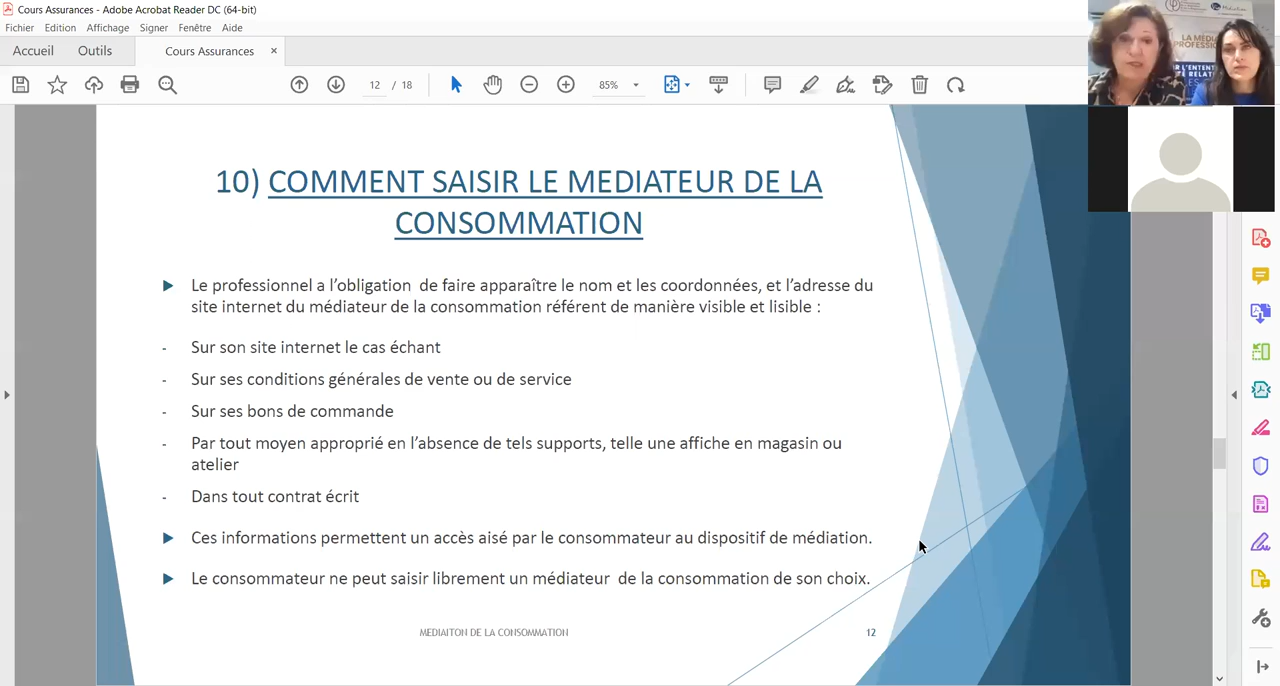 Cours Assurances - Adobe Acrobat Reader DC (64-bit)
Fichier Edition Affichage Signer Fenêtre Aide
Accueil Outils Cours Assurances ×
12 / 18 85%
10) COMMENT SAISIR LE MEDIATEUR DE LA
CONSOMMATION
Le professionnel a l’obligation de faire apparaître le nom et les coordonnées, et l’adresse du
site internet du médiateur de la consommation référent de manière visible et lisible :
- Sur son site internet le cas échant
- Sur ses conditions générales de vente ou de service
- Sur ses bons de commande
- Par tout moyen approprié en l’absence de tels supports, telle une affiche en magasin ou
atelier
- Dans tout contrat écrit
Ces informations permettent un accès aisé par le consommateur au dispositif de médiation.
Le consommateur ne peut saisir librement un médiateur de la consommation de son choix.
MEDIAITON DE LA CONSOMMATION 12
LA MÉDIA
PROFESSIO